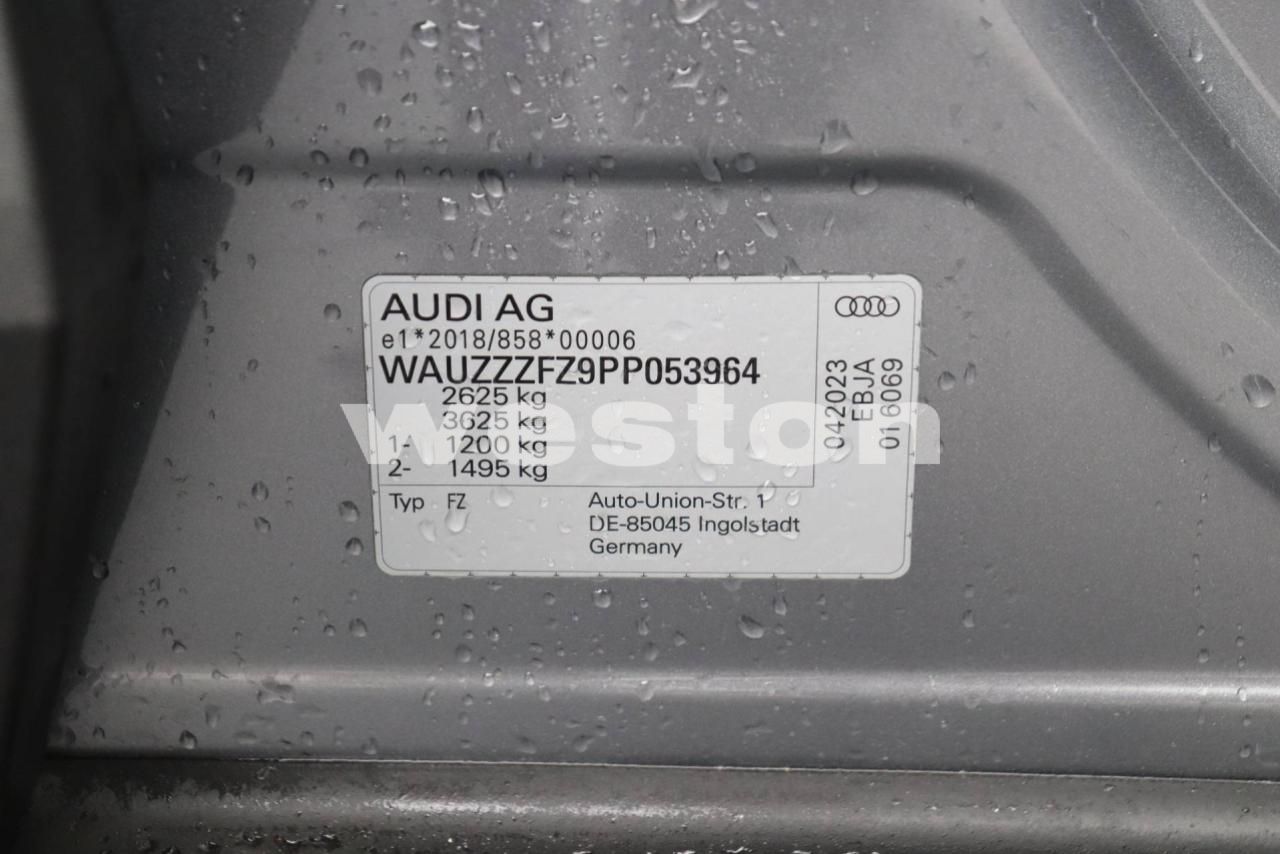 AUDI AG
e1*2018/858*00006
WAUZZZFZ9PP053964
2625 kg
3625 kg
1- 1200 kg
2- 1495 kg
Typ FZ
Auto-Union-Str. 1
DE-85045 Ingolstadt
Germany
042023
EBJA
016069
weston